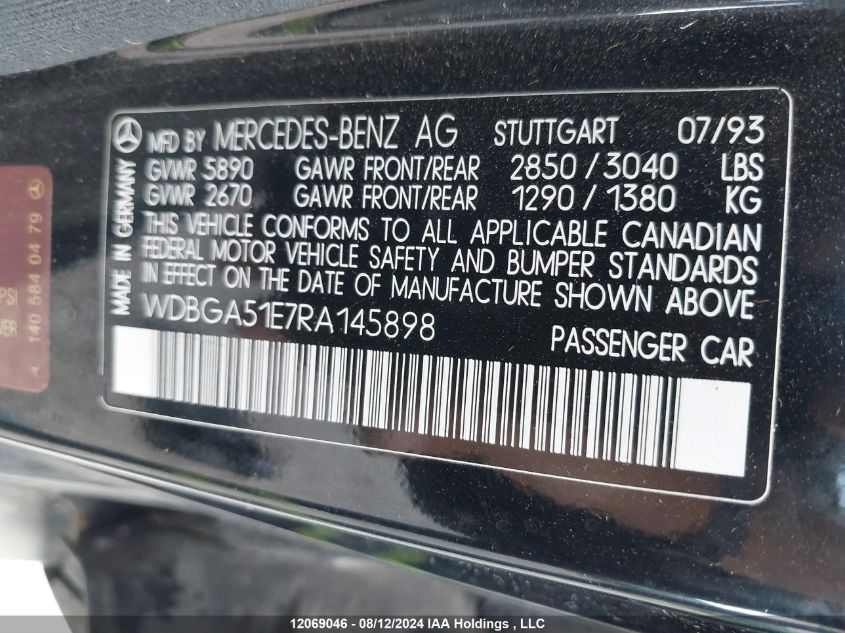 MFD BY MERCEDES-BENZ AG STUTTGART 07/93
GVWR 5890 GAWR FRONT/REAR 2850/3040 LBS
GVWR 2670 GAWR FRONT/REAR 1290/1380 KG
THIS VEHICLE CONFORMS TO ALL APPLICABLE CANADIAN
FEDERAL MOTOR VEHICLE SAFETY AND BUMPER STANDARDS
IN EFFECT ON THE DATE OF MANUFACTURE SHOWN ABOVE
WDBGA51E7RA145898 PASSENGER CAR
MADE IN GERMANY
A 140 584 04 79
PSI
12069046 - 08/12/2024 IAA Holdings , LLC